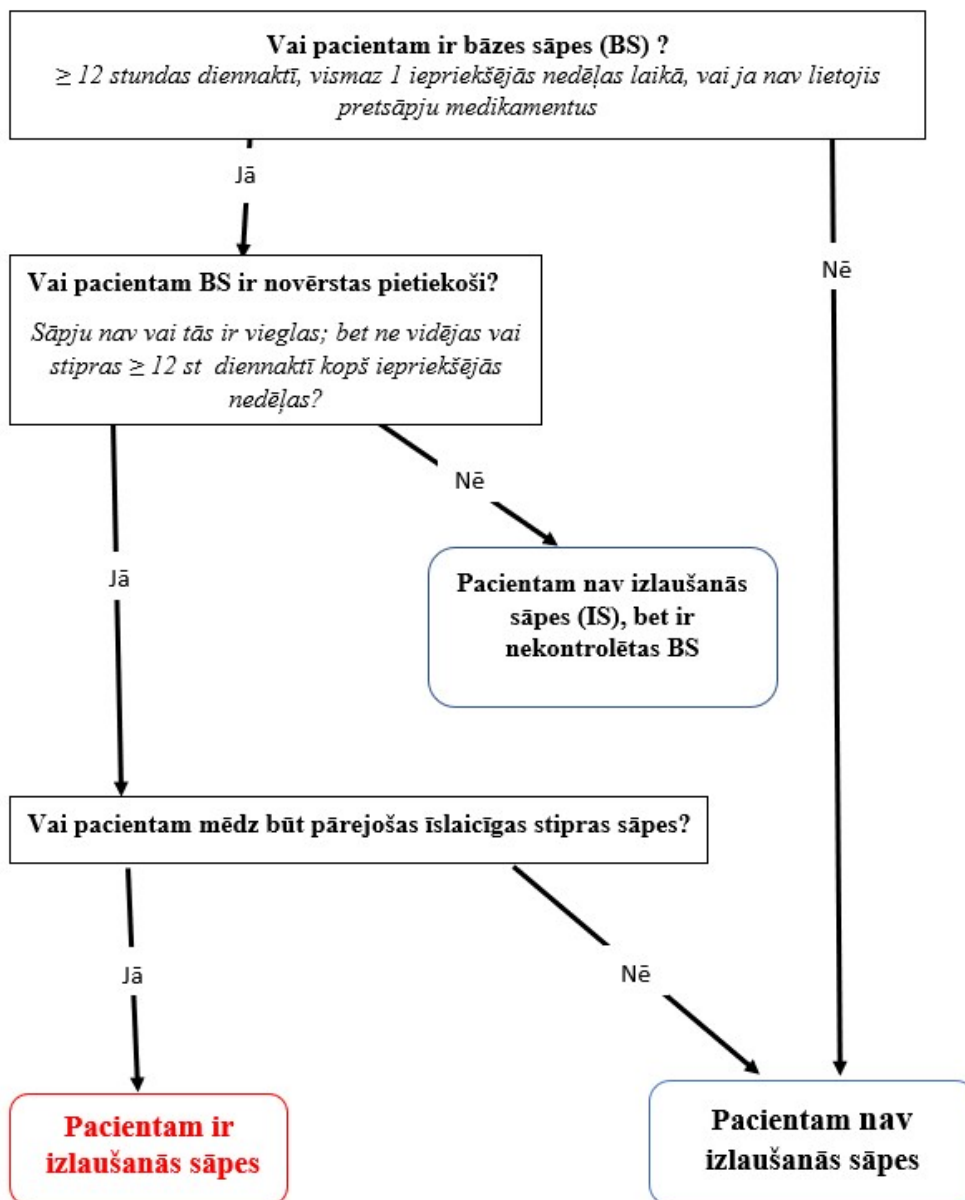 Vai pacientam ir bāzes sāpes (BS) ?
≥ 12 stundas diennaktī, vismaz 1 iepriekšējās nedēļas laikā, vai ja nav lietojis
pretsāpju medikamentus
Jā
Nē
Vai pacientam BS ir novērstas pietiekoši?
Sāpju nav vai tās ir vieglas; bet ne vidējas vai
stipras ≥ 12 st diennaktī kopš iepriekšējās
nedēļas?
Nē
Jā
Pacientam nav izlaušanās
sāpes (IS), bet ir
nekontrolētas BS
Vai pacientam mēdz būt pārejošas īslaicīgas stipras sāpes?
Jā
Nē
Pacientam ir
izlaušanās sāpes
Pacientam nav
izlaušanās sāpes